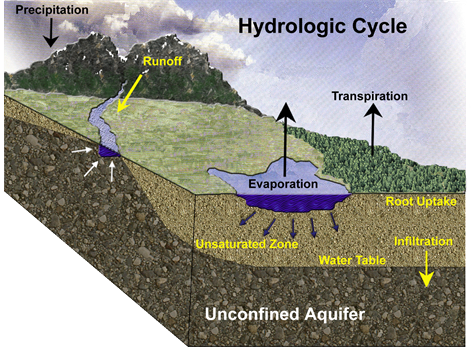 Precipitation
Hydrologic Cycle
Runoff
Transpiration
Evaporation
Root Uptake
Unsaturated Zone
Infiltration
Water Table
Unconfined Aquifer